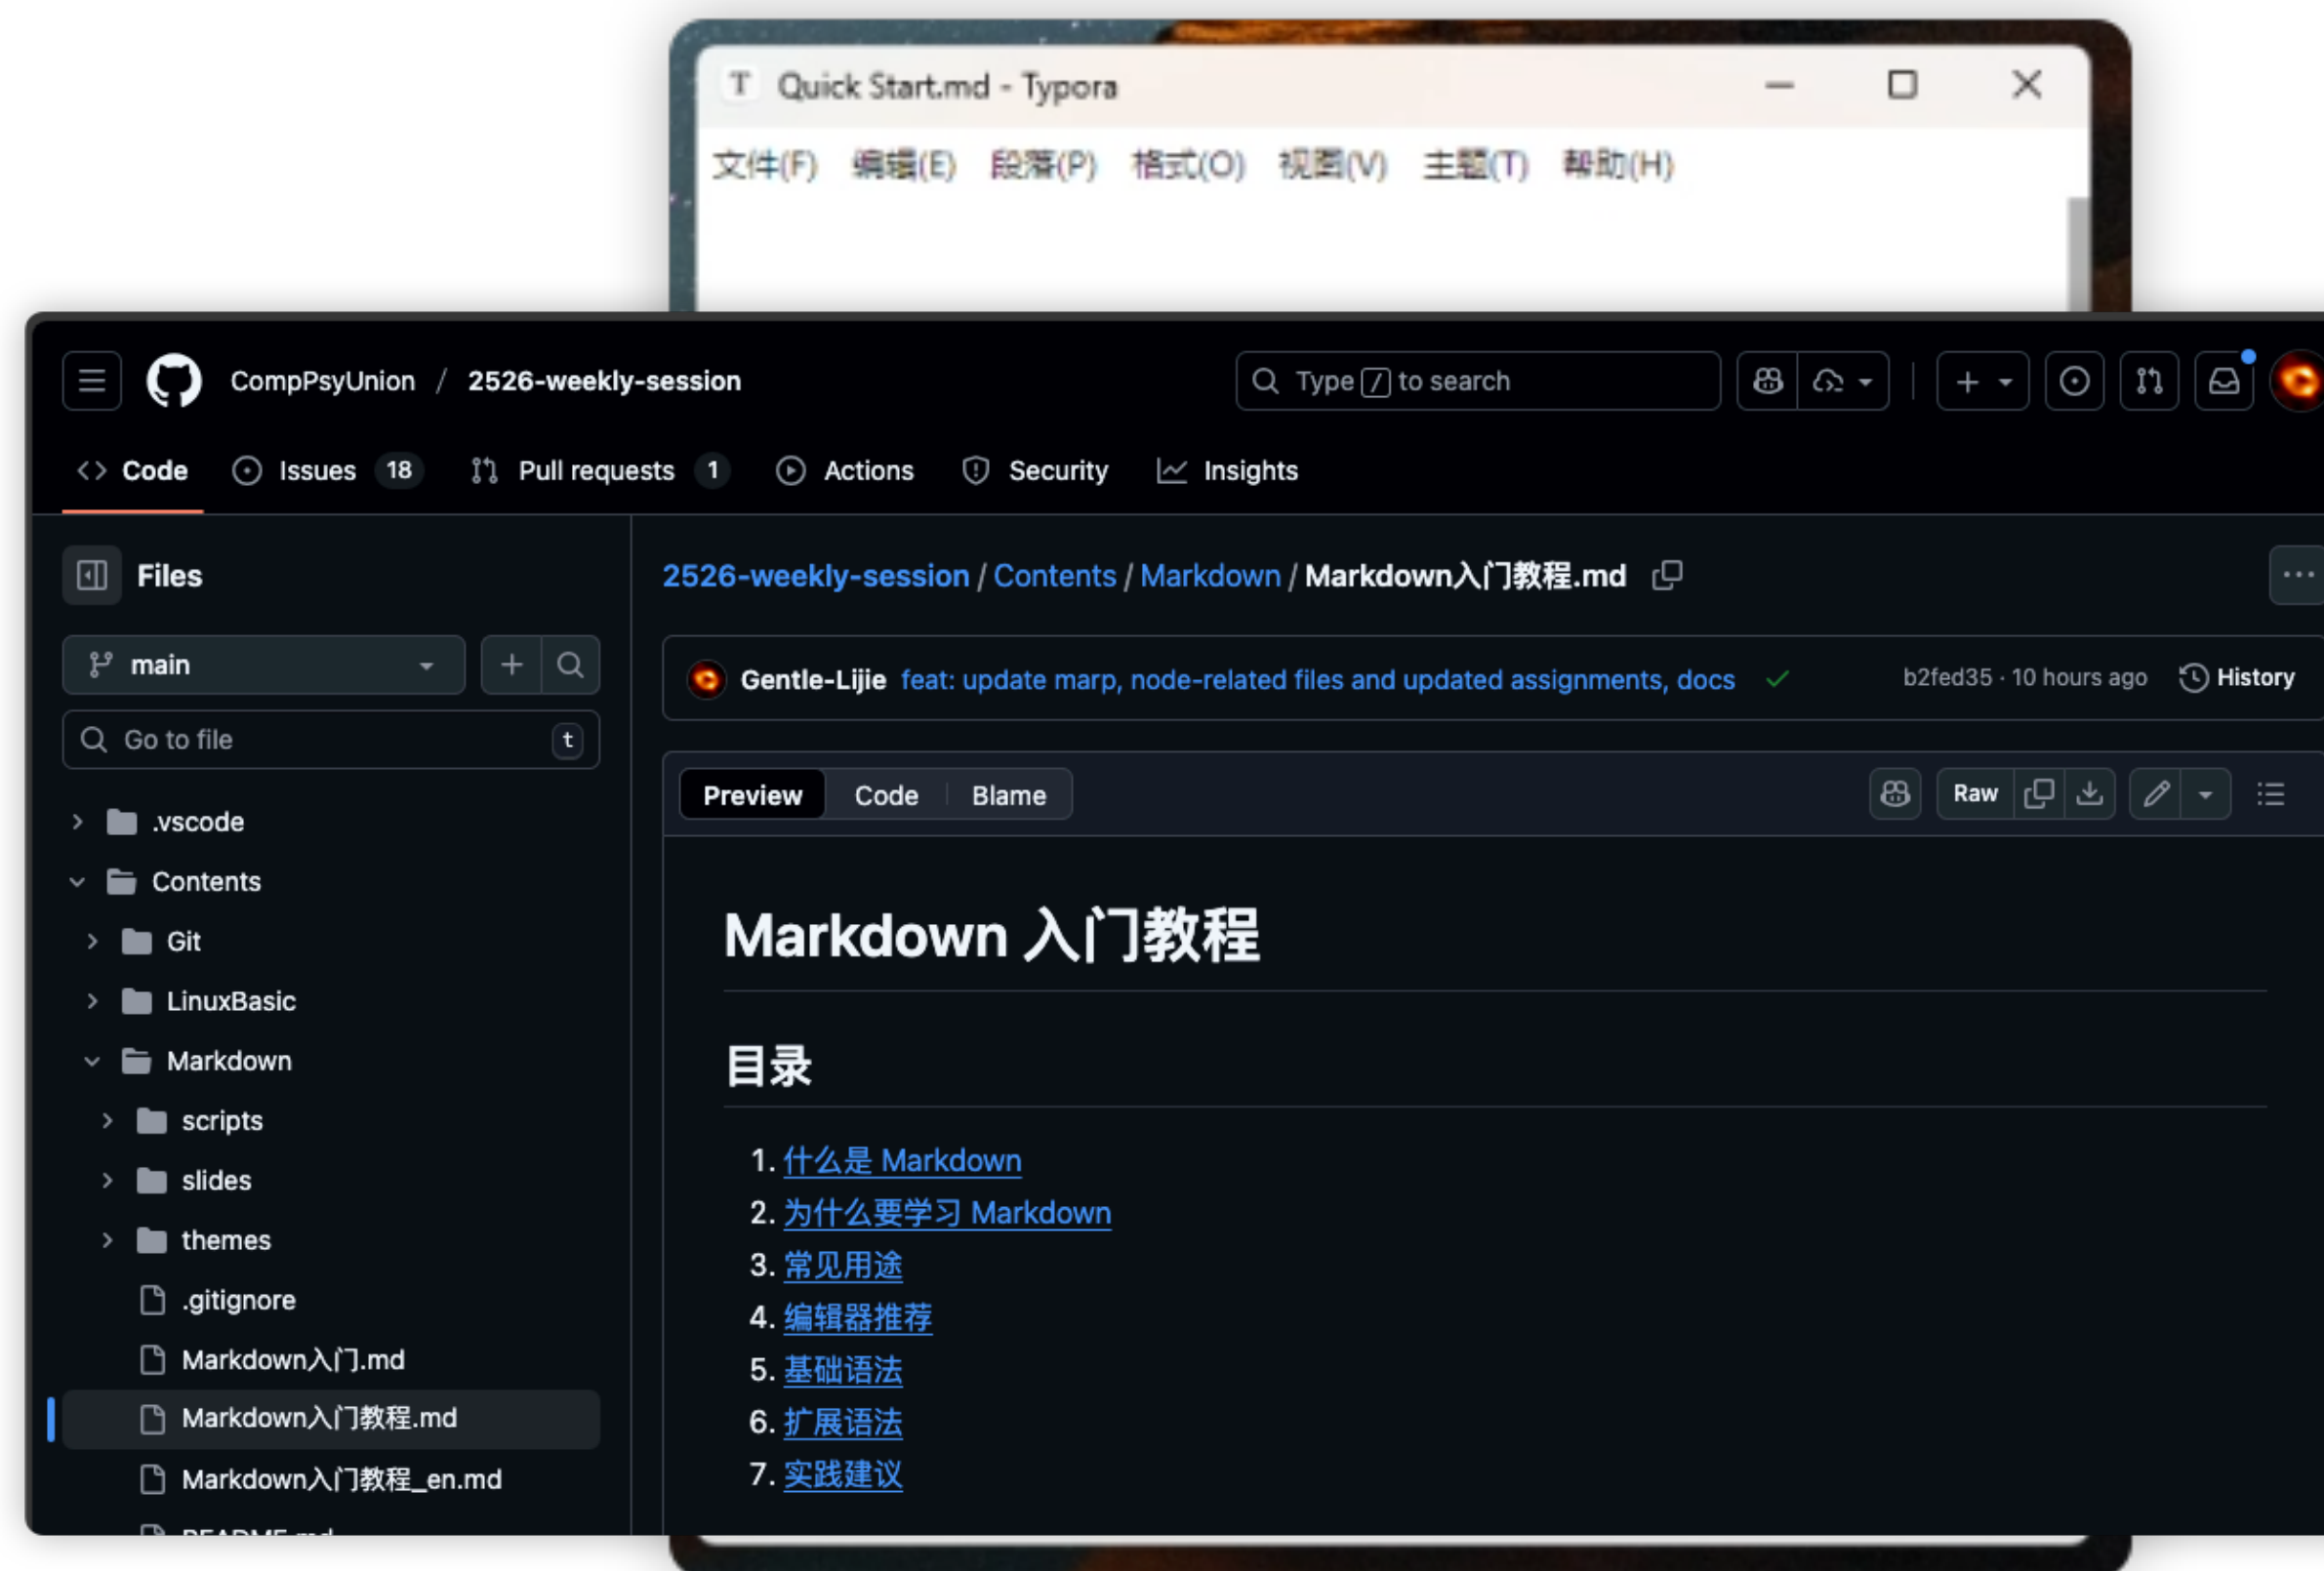 T Quick Start.md - Typora
文件(F) 编辑(E) 段落(P) 格式(O) 视图(V) 主题(T) 帮助(H)
CompPsyUnion / 2526-weekly-session
Type / to search
Code Issues 18 Pull requests 1 Actions Security Insights
Files
2526-weekly-session / Contents / Markdown / Markdown入门教程.md
main
Gentle-Lijie feat: update marp, node-related files and updated assignments, docs b2fed35 · 10 hours ago History
Go to file t
Preview Code Blame Raw
.vscode
Contents
Git
LinuxBasic
Markdown
scripts
slides
themes
.gitignore
Markdown入门.md
Markdown入门教程.md
Markdown入门教程_en.md
README.md
Markdown 入门教程
目录
1. 什么是 Markdown
2. 为什么要学习 Markdown
3. 常见用途
4. 编辑器推荐
5. 基础语法
6. 扩展语法
7. 实践建议